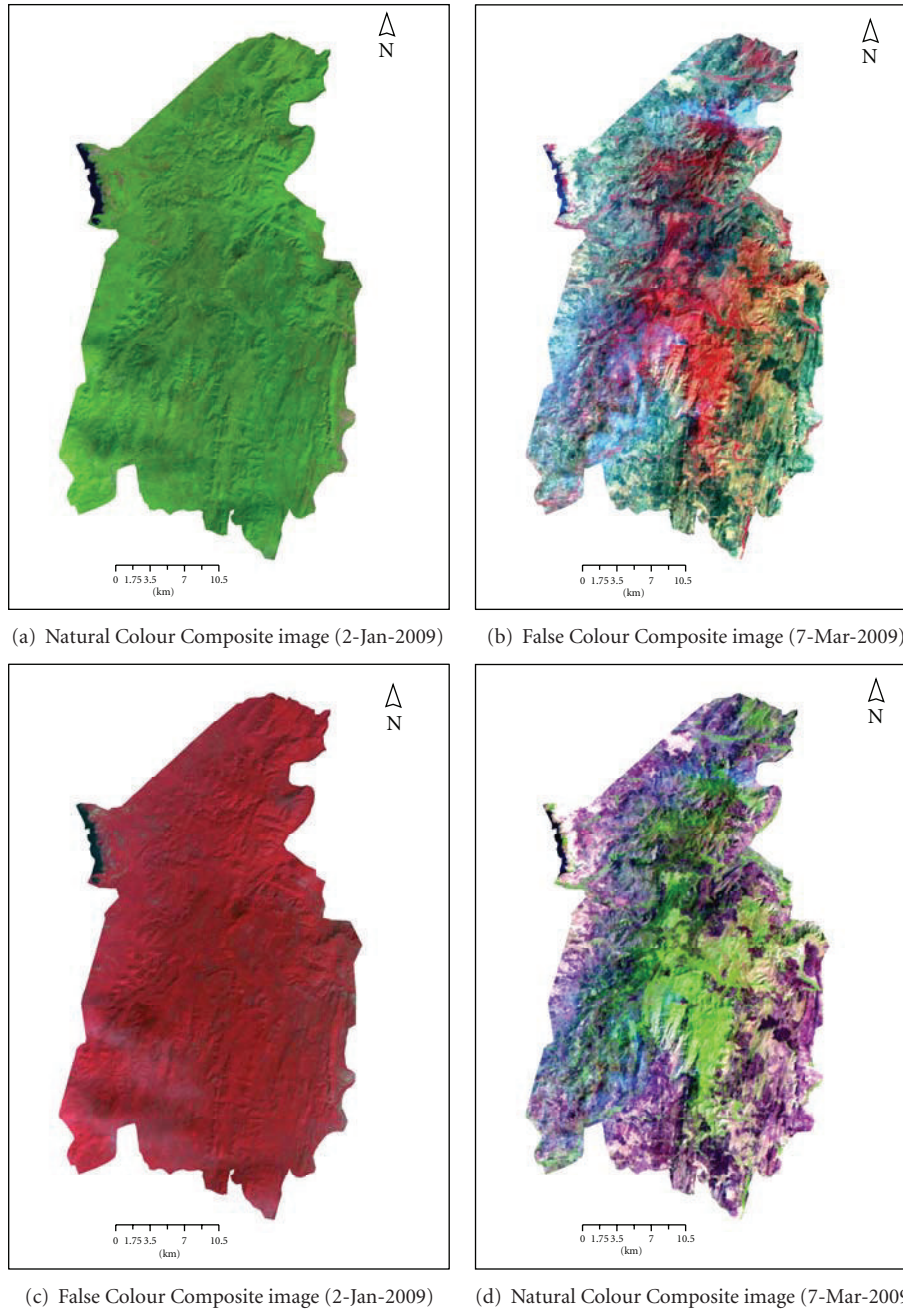 N
0 1.75 3.5 7 10.5
(km)
(a) Natural Colour Composite image (2-Jan-2009)
N
0 1.75 3.5 7 10.5
(km)
(b) False Colour Composite image (7-Mar-2009)
N
0 1.75 3.5 7 10.5
(km)
(c) False Colour Composite image (2-Jan-2009)
N
0 1.75 3.5 7 10.5
(km)
(d) Natural Colour Composite image (7-Mar-2009